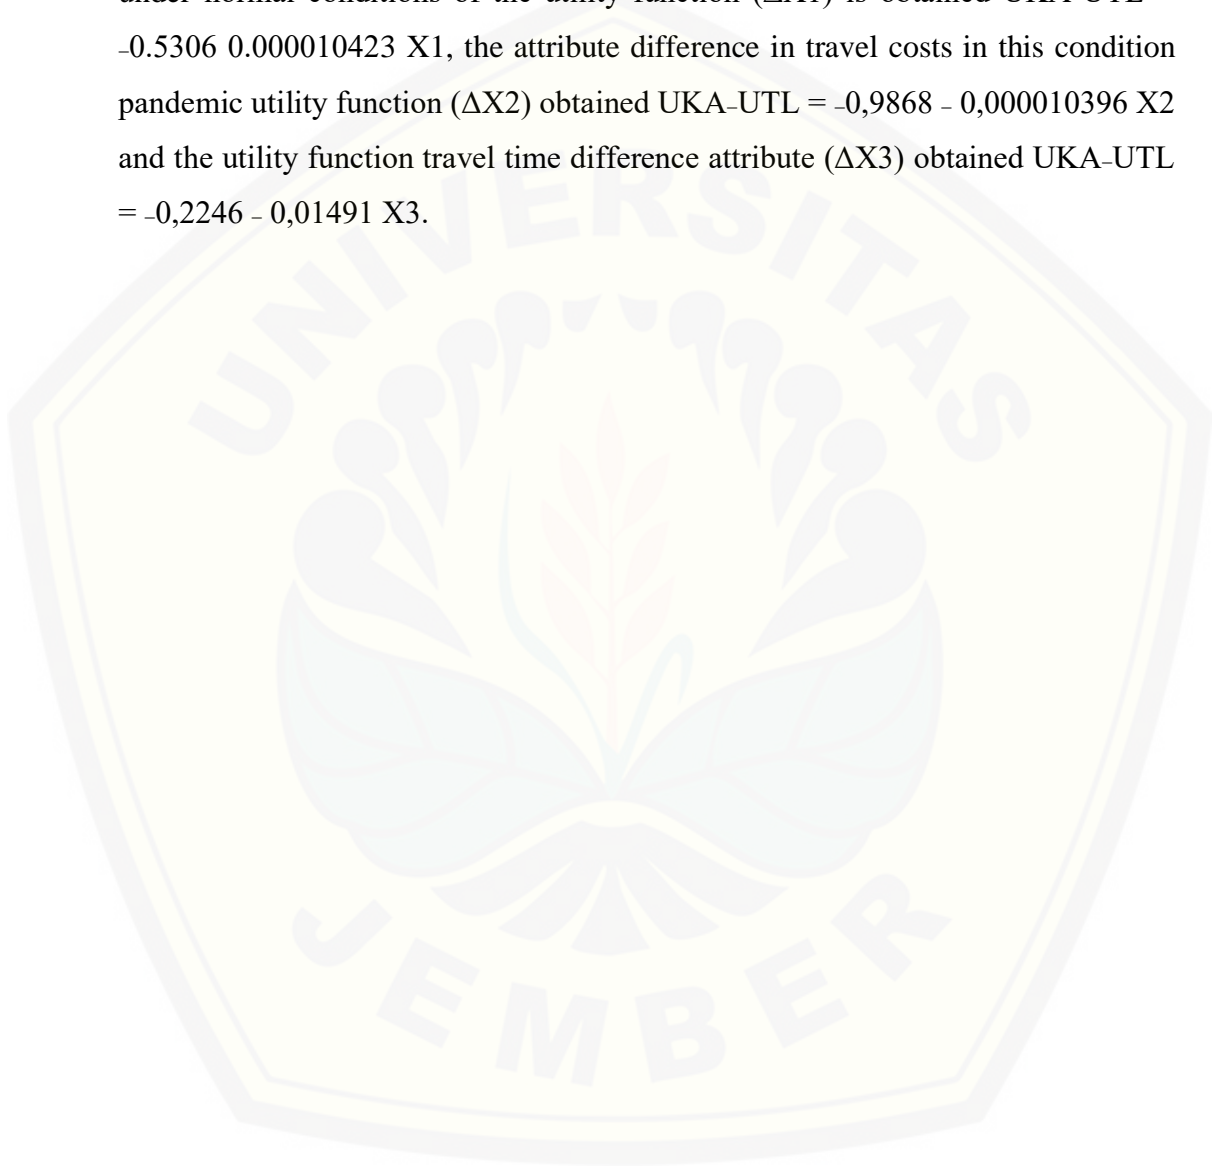 under normal conditions of the utility function (ΔX1) is obtained UKA-UTL
-0.5306 0.000010423 X1, the attribute difference in travel costs in this condition
pandemic utility function (ΔX2) obtained UKA-UTL = -0,9868 - 0,000010396 X2
and the utility function travel time difference attribute (ΔX3) obtained UKA-UTL
= -0,2246 - 0,01491 X3.
UNIVERSITAS
JEMBER